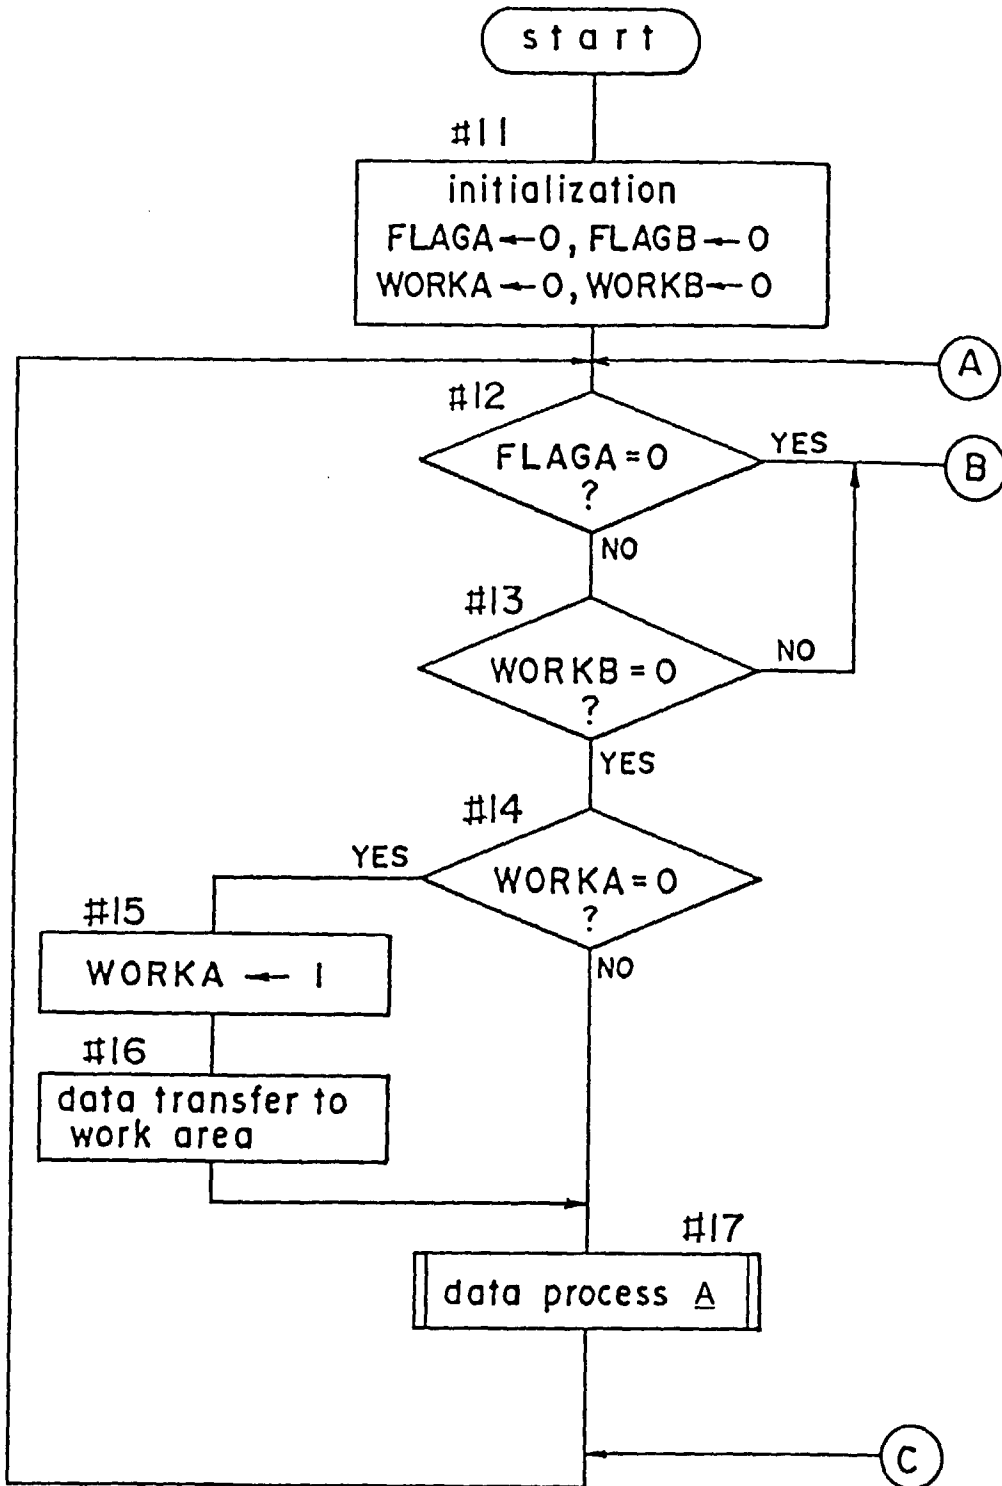 start
#11
initialization
FLAGA←0, FLAGB←0
WORKA←0, WORKB←0
A
#12
FLAGA=0
?
YES
B
NO
#13
WORKB=0
?
NO
YES
#14
YES
WORKA=0
?
NO
#15
WORKA ← 1
#16
data transfer to
work area
#17
data process A
C